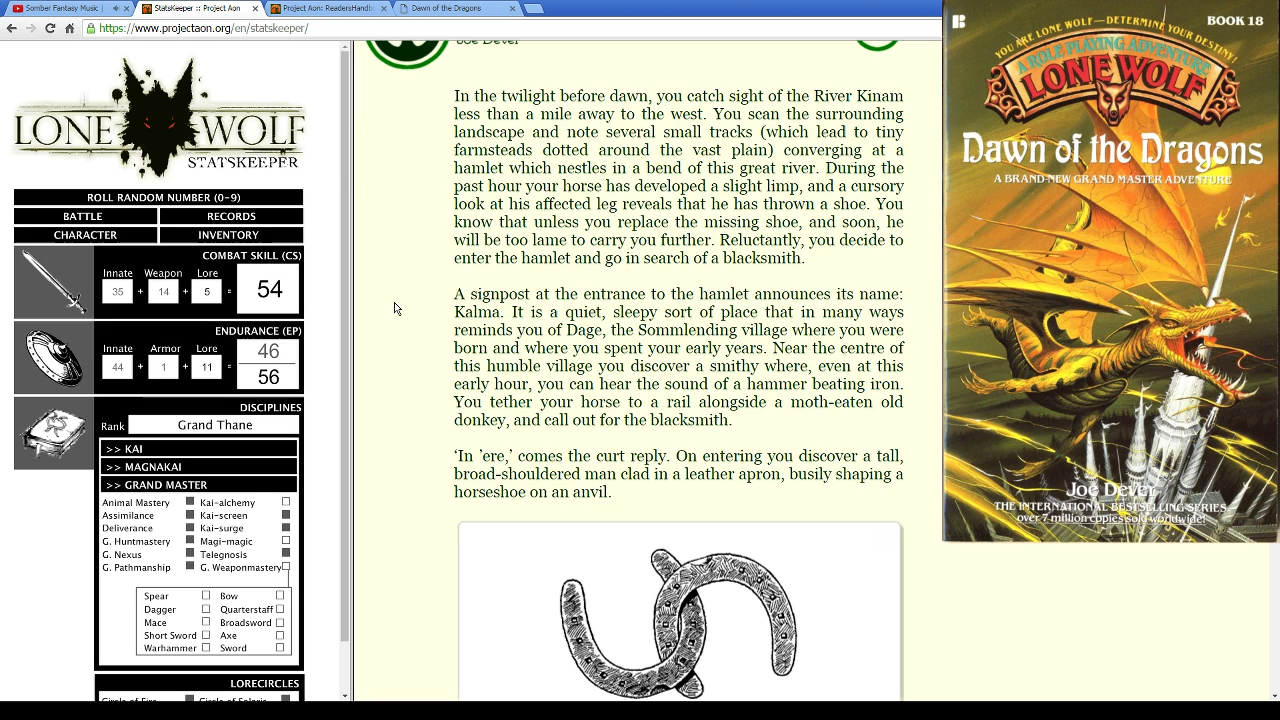 Somber Fantasy Music |
StatsKeeper :: Project Aon
Project Aon: ReadersHandb
Dawn of the Dragons
https://www.projectaon.org/en/statskeeper/
LONE WOLF
STATSKEEPER
ROLL RANDOM NUMBER (0-9)
BATTLE RECORDS
CHARACTER INVENTORY
COMBAT SKILL (CS)
Innate Weapon Lore
35 + 14 + 5 = 54
ENDURANCE (EP)
Innate Armor Lore
46
44 + 1 + 11 =
56
DISCIPLINES
Rank Grand Thane
>> KAI
>> MAGNAKAI
>> GRAND MASTER
Animal Mastery Kai-alchemy
Assimilance Kai-screen
Deliverance Kai-surge
G. Huntmastery Magi-magic
G. Nexus Telegnosis
G. Pathmanship G. Weaponmastery
Spear Bow
Dagger Quarterstaff
Mace Broadsword
Short Sword Axe
Warhammer Sword
LORECIRCLES
Circle of Fire Circle of Solaris
Joe Dever
In the twilight before dawn, you catch sight of the River Kinam
less than a mile away to the west. You scan the surrounding
landscape and note several small tracks (which lead to tiny
farmsteads dotted around the vast plain) converging at a
hamlet which nestles in a bend of this great river. During the
past hour your horse has developed a slight limp, and a cursory
look at his affected leg reveals that he has thrown a shoe. You
know that unless you replace the missing shoe, and soon, he
will be too lame to carry you further. Reluctantly, you decide to
enter the hamlet and go in search of a blacksmith.
A signpost at the entrance to the hamlet announces its name:
Kalma. It is a quiet, sleepy sort of place that in many ways
reminds you of Dage, the Sommlending village where you were
born and where you spent your early years. Near the centre of
this humble village you discover a smithy where, even at this
early hour, you can hear the sound of a hammer beating iron.
You tether your horse to a rail alongside a moth-eaten old
donkey, and call out for the blacksmith.
‘In ’ere,’ comes the curt reply. On entering you discover a tall,
broad-shouldered man clad in a leather apron, busily shaping a
horseshoe on an anvil.
B
BOOK 18
YOU ARE LONE WOLF—DETERMINE YOUR DESTINY!
A ROLE PLAYING ADVENTURE
LONE WOLF
Dawn of the Dragons
A BRAND-NEW GRAND MASTER ADVENTURE
Joe Dever
THE INTERNATIONAL BESTSELLING SERIES—
over 7 million copies sold worldwide!